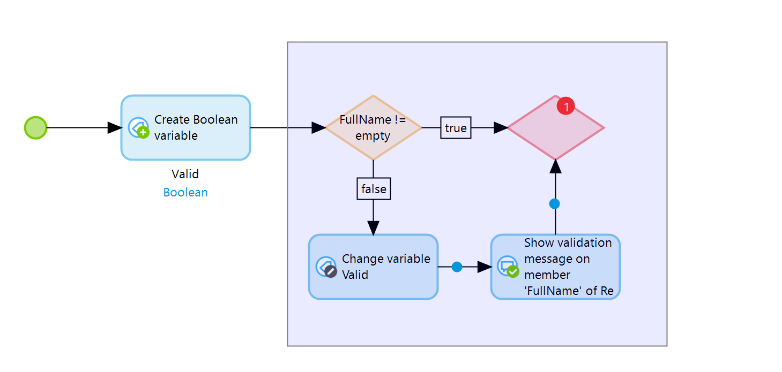 Create Boolean
variable
Valid
Boolean
FullName !=
empty
true
1
false
Change variable
Valid
Show validation
message on
member
'FullName' of Re